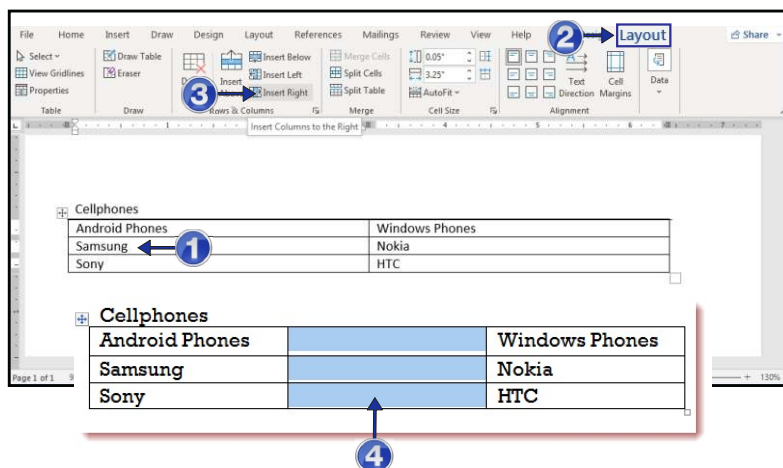 File Home Insert Draw Design Layout References Mailings Review View Help Layout Share
Select Draw Table Insert Below Merge Cells 0.05"
View Gridlines Eraser Insert Insert Left Split Cells 3.25" Text Cell Data
Properties Insert Right Split Table AutoFit Direction Margins
Table Draw Rows & Columns Merge Cell Size Alignment
Insert Columns to the Right
2
3
Cellphones
Android Phones Windows Phones
Samsung 1 Nokia
Sony HTC
Cellphones
Android Phones Windows Phones
Samsung Nokia
Sony HTC
Page 1 of 1 130%
4